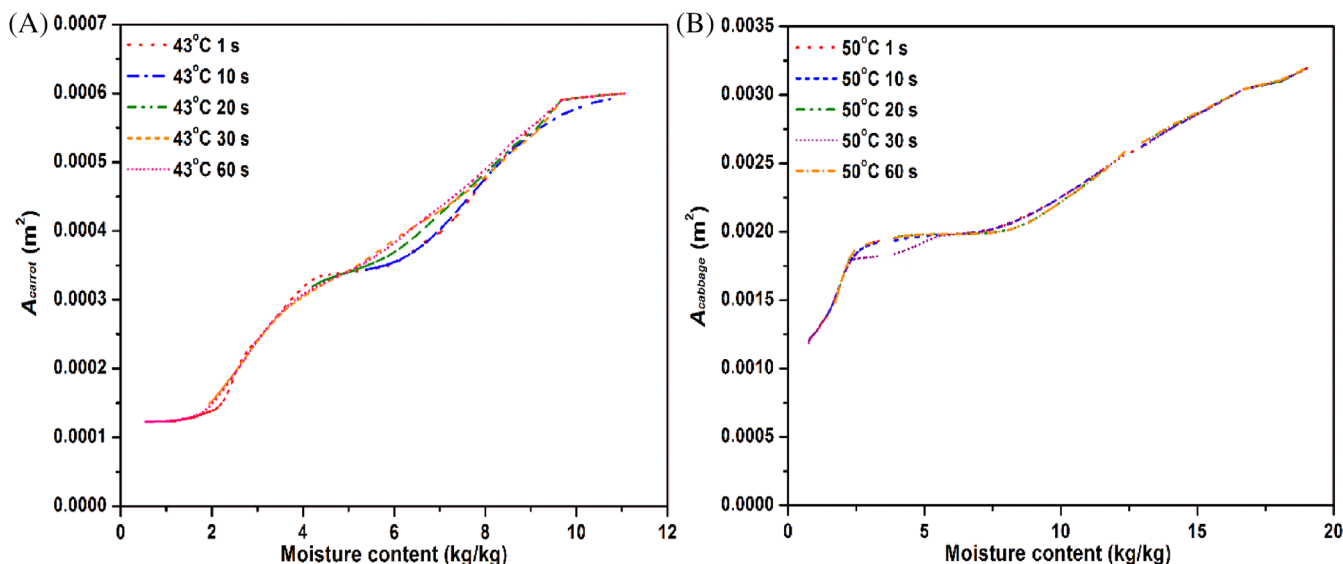 (A)
43°C 1 s
43°C 10 s
43°C 20 s
43°C 30 s
43°C 60 s
0.0007
0.0006
0.0005
0.0004
0.0003
0.0002
0.0001
0.0000
Acarrot (m²)
0 2 4 6 8 10 12
Moisture content (kg/kg)
(B)
50°C 1 s
50°C 10 s
50°C 20 s
50°C 30 s
50°C 60 s
0.0035
0.0030
0.0025
0.0020
0.0015
0.0010
0.0005
0.0000
Acabbage (m²)
0 5 10 15 20
Moisture content (kg/kg)